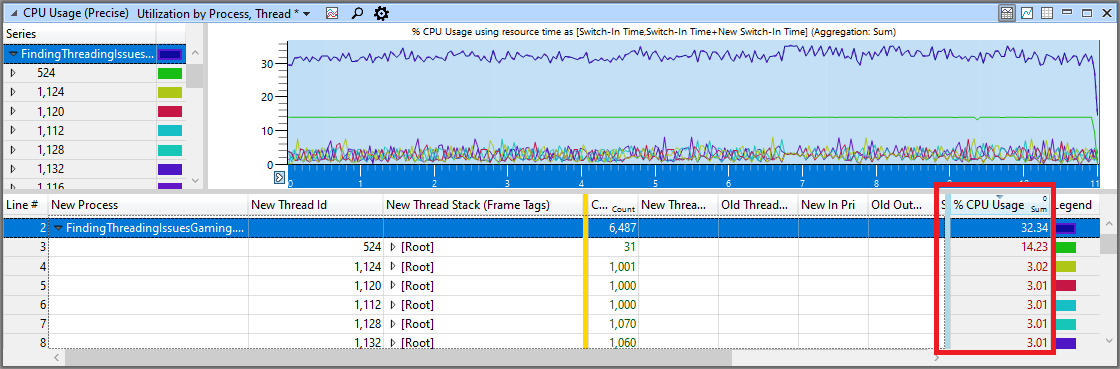 CPU Usage (Precise) Utilization by Process, Thread *
Series
FindingThreadingIssues...
524
1,124
1,120
1,112
1,128
1,132
1,116
% CPU Usage using resource time as [Switch-In Time,Switch-In Time+New Switch-In Time] (Aggregation: Sum)
30
20
10
0
0 1 2 3 4 5 6 7 8 9 10 11
Line # New Process New Thread Id New Thread Stack (Frame Tags) C... Count New Threa... Old Thread... New In Pri Old Out... S % CPU Usage 0 Sum Legend
2 FindingThreadingIssuesGaming.... 6,487 32.34
3 524 [Root] 31 14.23
4 1,124 [Root] 1,001 3.02
5 1,120 [Root] 1,000 3.01
6 1,112 [Root] 1,000 3.01
7 1,128 [Root] 1,070 3.01
8 1,132 [Root] 1,060 3.01